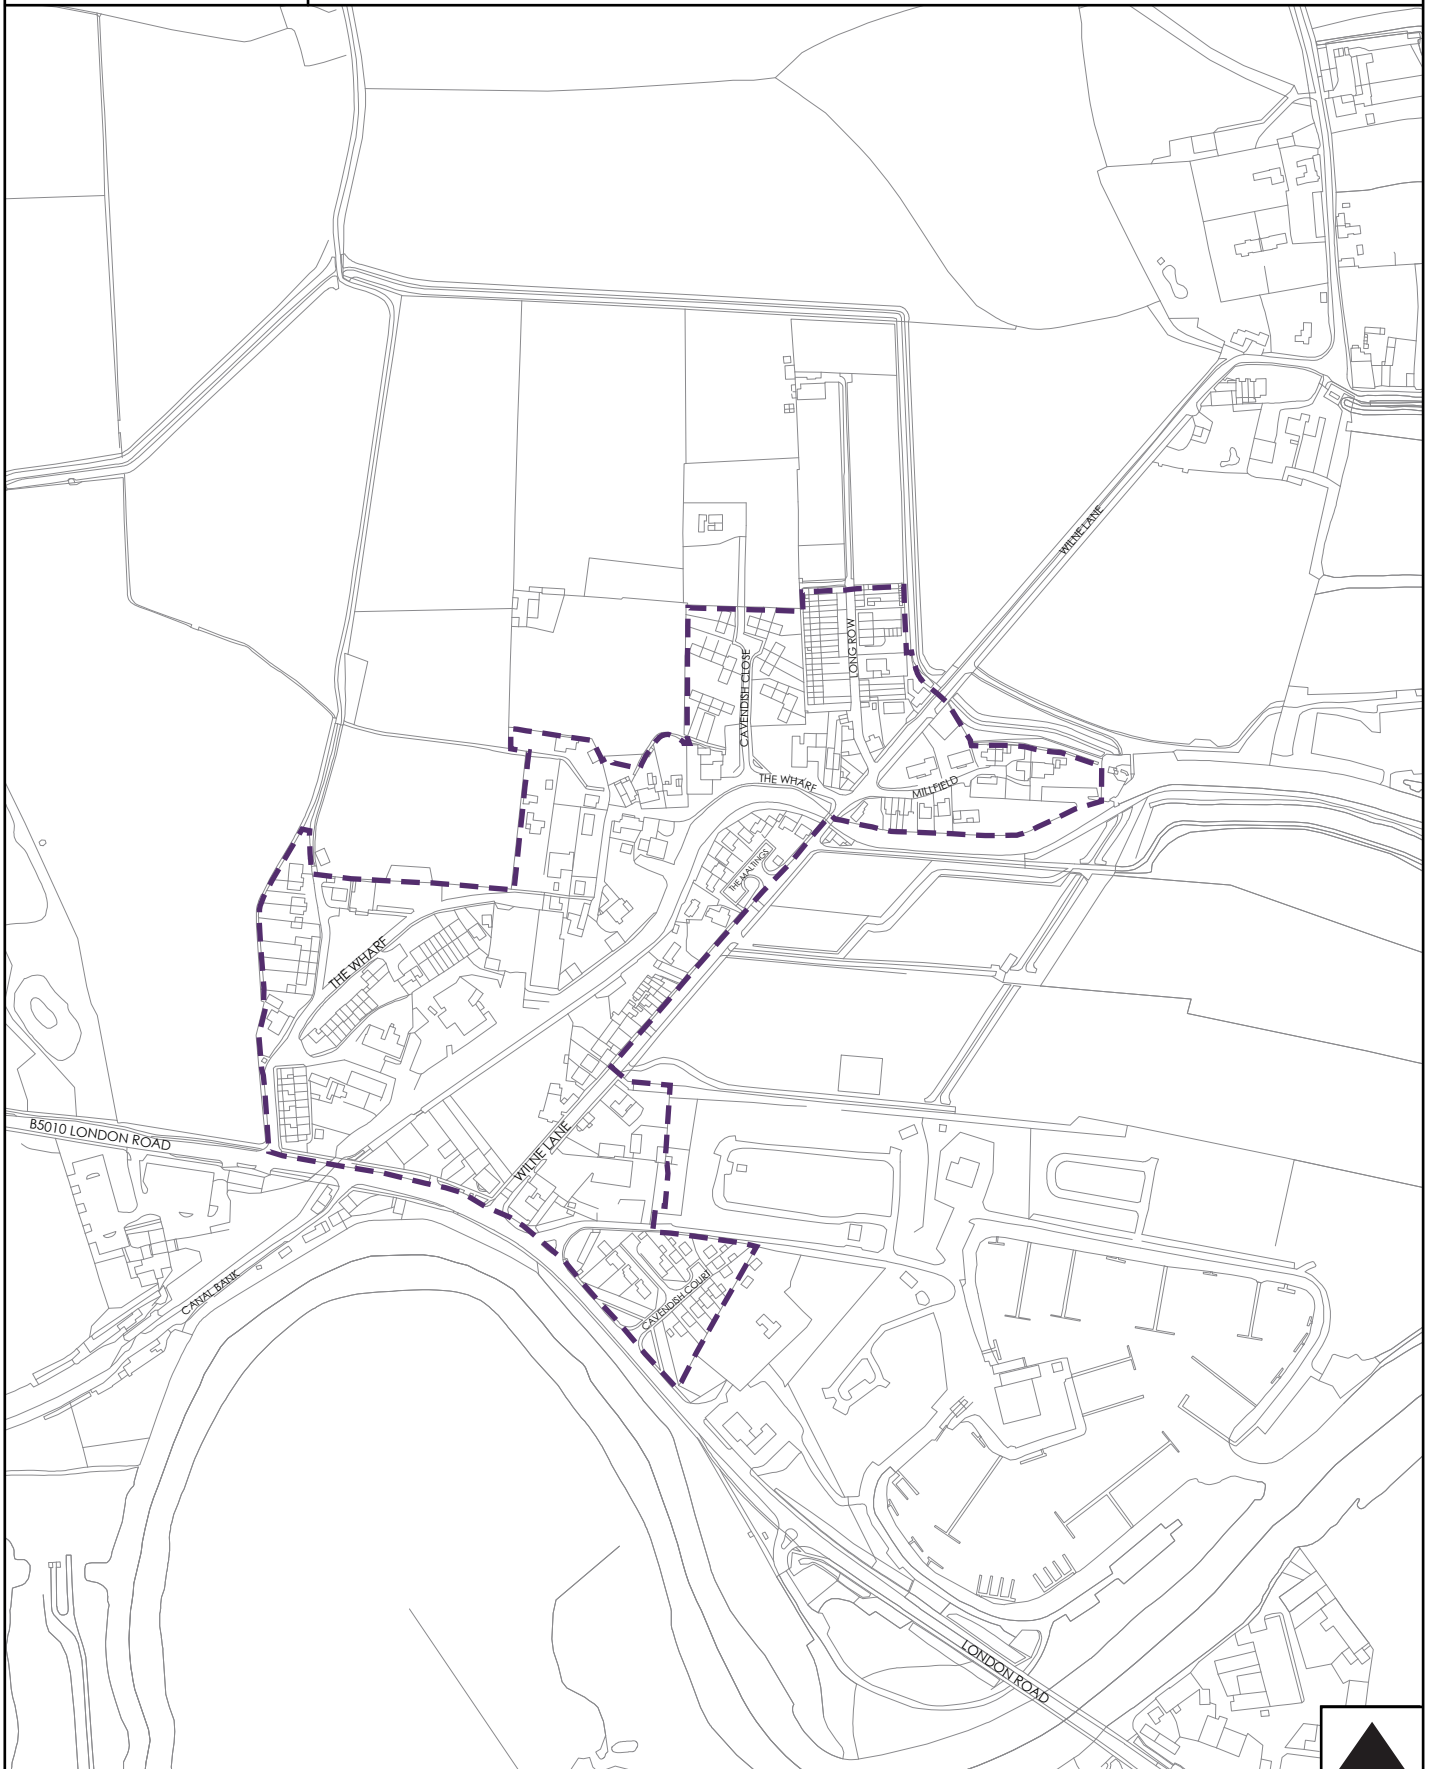 WILNE LANE
LONG ROW
CAVENDISH CLOSE
THE WHARF
MILLFIELD
THE MALTINGS
THE WHARF
B5010 LONDON ROAD
WILNE LANE
CANAL BANK
CAVENDISH COURT
LONDON ROAD